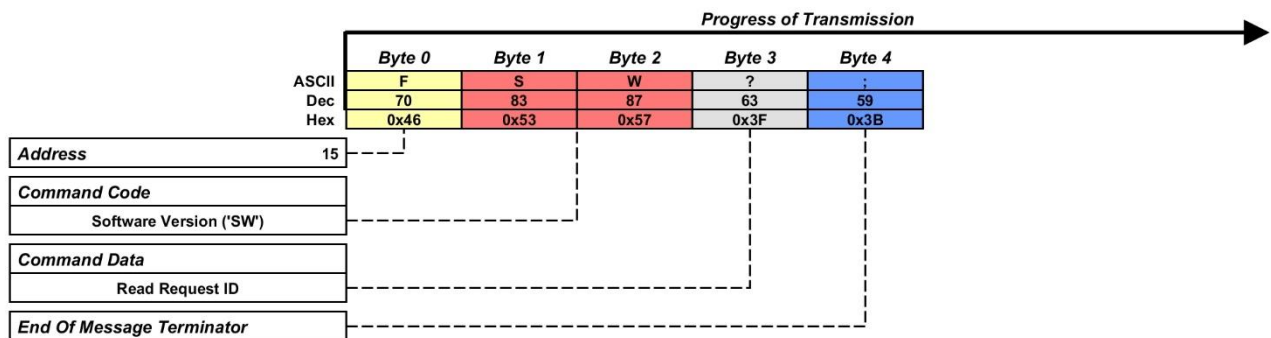 Progress of Transmission
Byte 0 Byte 1 Byte 2 Byte 3 Byte 4
ASCII F S W ? ;
Dec 70 83 87 63 59
Hex 0x46 0x53 0x57 0x3F 0x3B
Address 15
Command Code
Software Version ('SW')
Command Data
Read Request ID
End Of Message Terminator